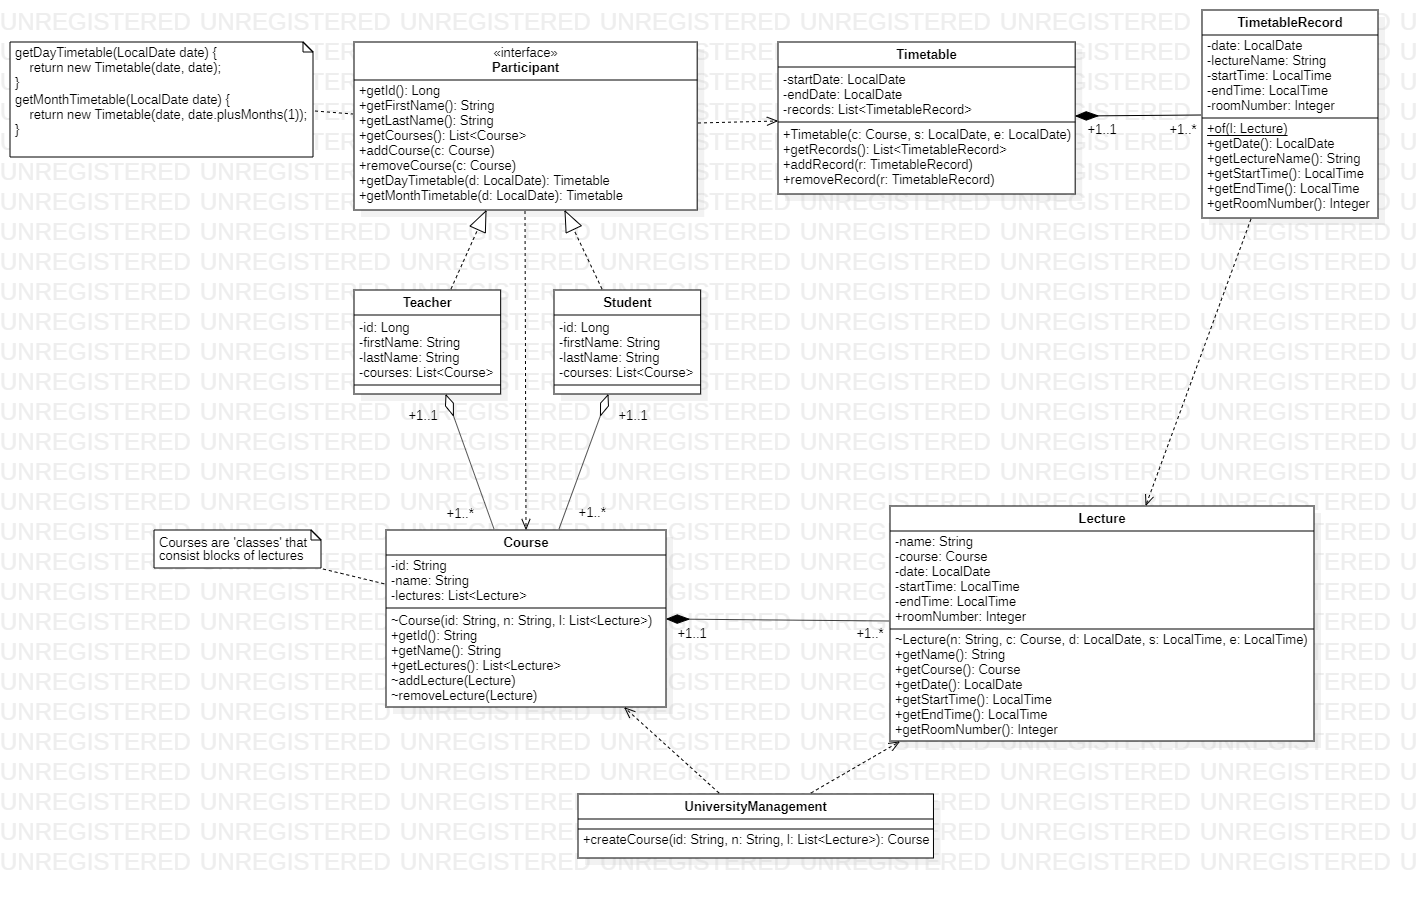 getDayTimetable(LocalDate date) {
return new Timetable(date, date);
}
getMonthTimetable(LocalDate date) {
return new Timetable(date, date.plusMonths(1));
}
«interface»
Participant
+getId(): Long
+getFirstName(): String
+getLastName(): String
+getCourses(): List<Course>
+addCourse(c: Course)
+removeCourse(c: Course)
+getDayTimetable(d: LocalDate): Timetable
+getMonthTimetable(d: LocalDate): Timetable
Timetable
-startDate: LocalDate
-endDate: LocalDate
-records: List<TimetableRecord>
+Timetable(c: Course, s: LocalDate, e: LocalDate)
+getRecords(): List<TimetableRecord>
+addRecord(r: TimetableRecord)
+removeRecord(r: TimetableRecord)
+1..1
+1..*
TimetableRecord
-date: LocalDate
-lectureName: String
-startTime: LocalTime
-endTime: LocalTime
-roomNumber: Integer
+of(l: Lecture)
+getDate(): LocalDate
+getLectureName(): String
+getStartTime(): LocalTime
+getEndTime(): LocalTime
+getRoomNumber(): Integer
Teacher
-id: Long
-firstName: String
-lastName: String
-courses: List<Course>
Student
-id: Long
-firstName: String
-lastName: String
-courses: List<Course>
+1..1
+1..1
+1..*
+1..*
Courses are 'classes' that
consist blocks of lectures
Course
-id: String
-name: String
-lectures: List<Lecture>
~Course(id: String, n: String, l: List<Lecture>)
+getId(): String
+getName(): String
+getLectures(): List<Lecture>
~addLecture(Lecture)
~removeLecture(Lecture)
+1..1
+1..*
Lecture
-name: String
-course: Course
-date: LocalDate
-startTime: LocalTime
-endTime: LocalTime
+roomNumber: Integer
~Lecture(n: String, c: Course, d: LocalDate, s: LocalTime, e: LocalTime)
+getName(): String
+getCourse(): Course
+getDate(): LocalDate
+getStartTime(): LocalTime
+getEndTime(): LocalTime
+getRoomNumber(): Integer
UniversityManagement
+createCourse(id: String, n: String, l: List<Lecture>): Course
UNREGISTERED